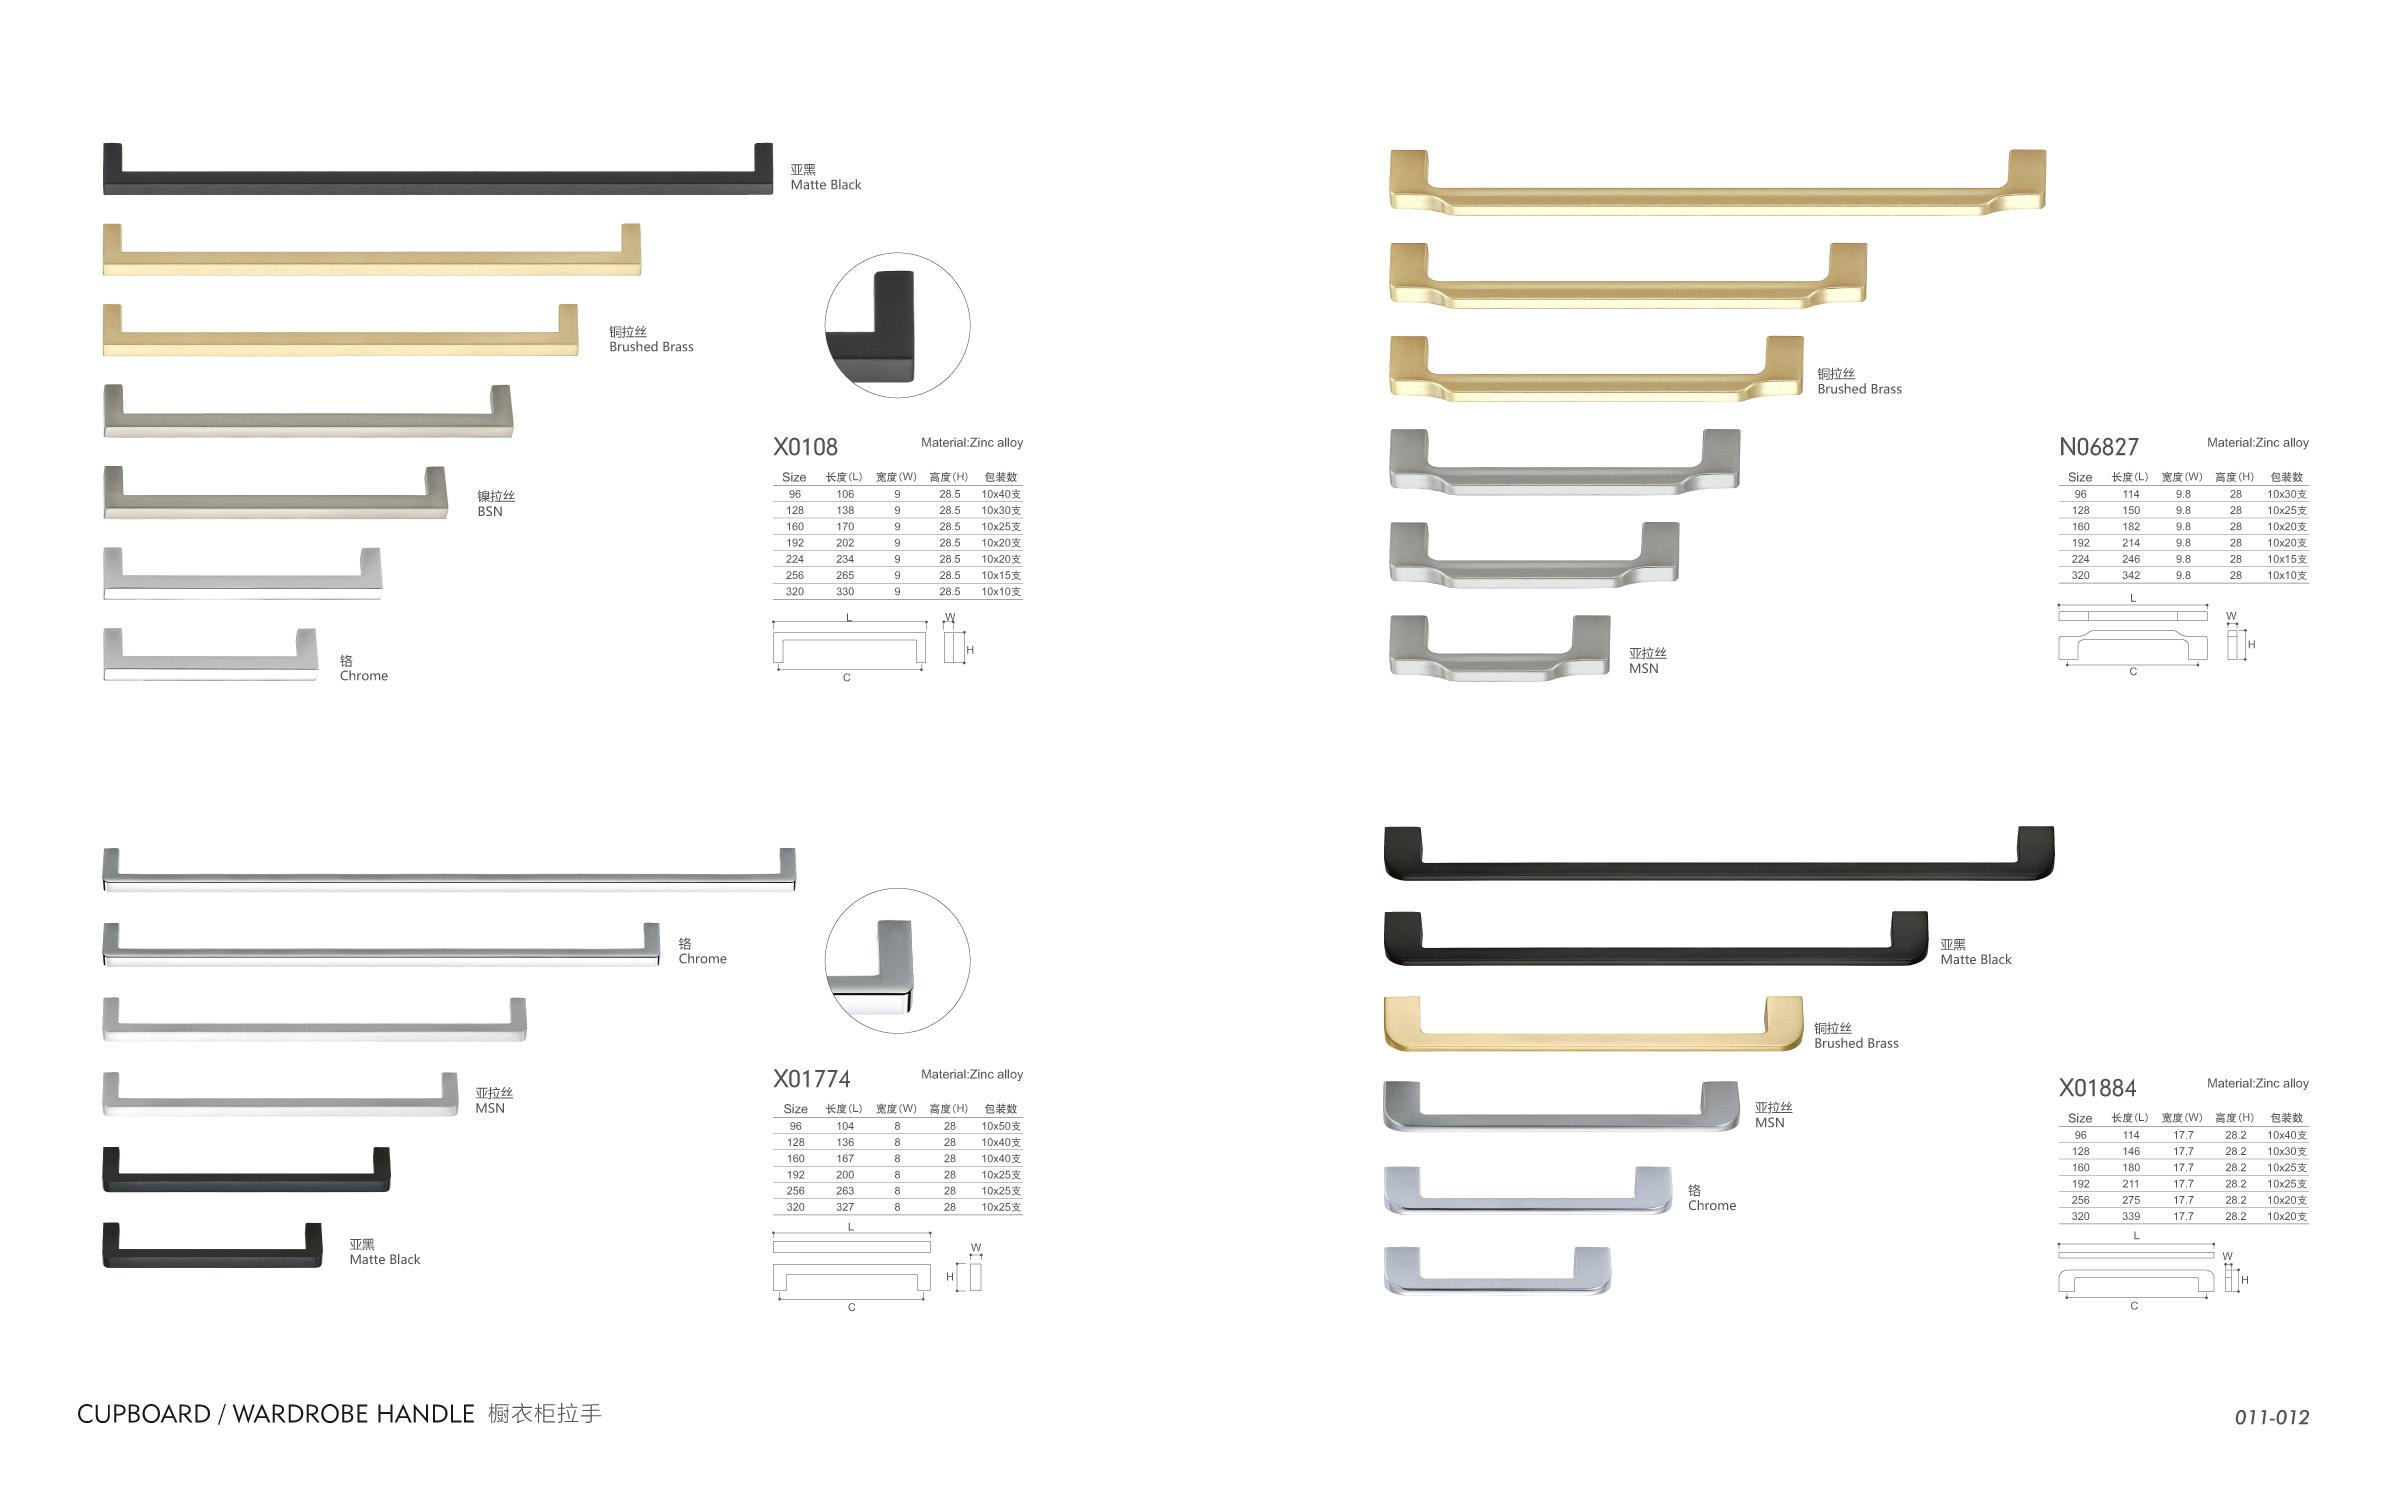 亚黑
Matte Black
铜拉丝
Brushed Brass
镍拉丝
BSN
铬
Chrome
X0108 Material:Zinc alloy
Size 长度(L) 宽度(W) 高度(H) 包装数
96 106 9 28.5 10x40支
128 138 9 28.5 10x30支
160 170 9 28.5 10x25支
192 202 9 28.5 10x20支
224 234 9 28.5 10x20支
256 265 9 28.5 10x15支
320 330 9 28.5 10x10支
L W
H
C
铜拉丝
Brushed Brass
亚拉丝
MSN
N06827 Material:Zinc alloy
Size 长度(L) 宽度(W) 高度(H) 包装数
96 114 9.8 28 10x30支
128 150 9.8 28 10x25支
160 182 9.8 28 10x20支
192 214 9.8 28 10x20支
224 246 9.8 28 10x15支
320 342 9.8 28 10x10支
L
W
H
C
铬
Chrome
亚拉丝
MSN
亚黑
Matte Black
X01774 Material:Zinc alloy
Size 长度(L) 宽度(W) 高度(H) 包装数
96 104 8 28 10x50支
128 136 8 28 10x40支
160 167 8 28 10x40支
192 200 8 28 10x25支
256 263 8 28 10x25支
320 327 8 28 10x25支
L
W
H
C
亚黑
Matte Black
铜拉丝
Brushed Brass
亚拉丝
MSN
铬
Chrome
X01884 Material:Zinc alloy
Size 长度(L) 宽度(W) 高度(H) 包装数
96 114 17.7 28.2 10x40支
128 146 17.7 28.2 10x30支
160 180 17.7 28.2 10x25支
192 211 17.7 28.2 10x25支
256 275 17.7 28.2 10x20支
320 339 17.7 28.2 10x20支
L
W
H
C
CUPBOARD / WARDROBE HANDLE 橱衣柜拉手
011-012